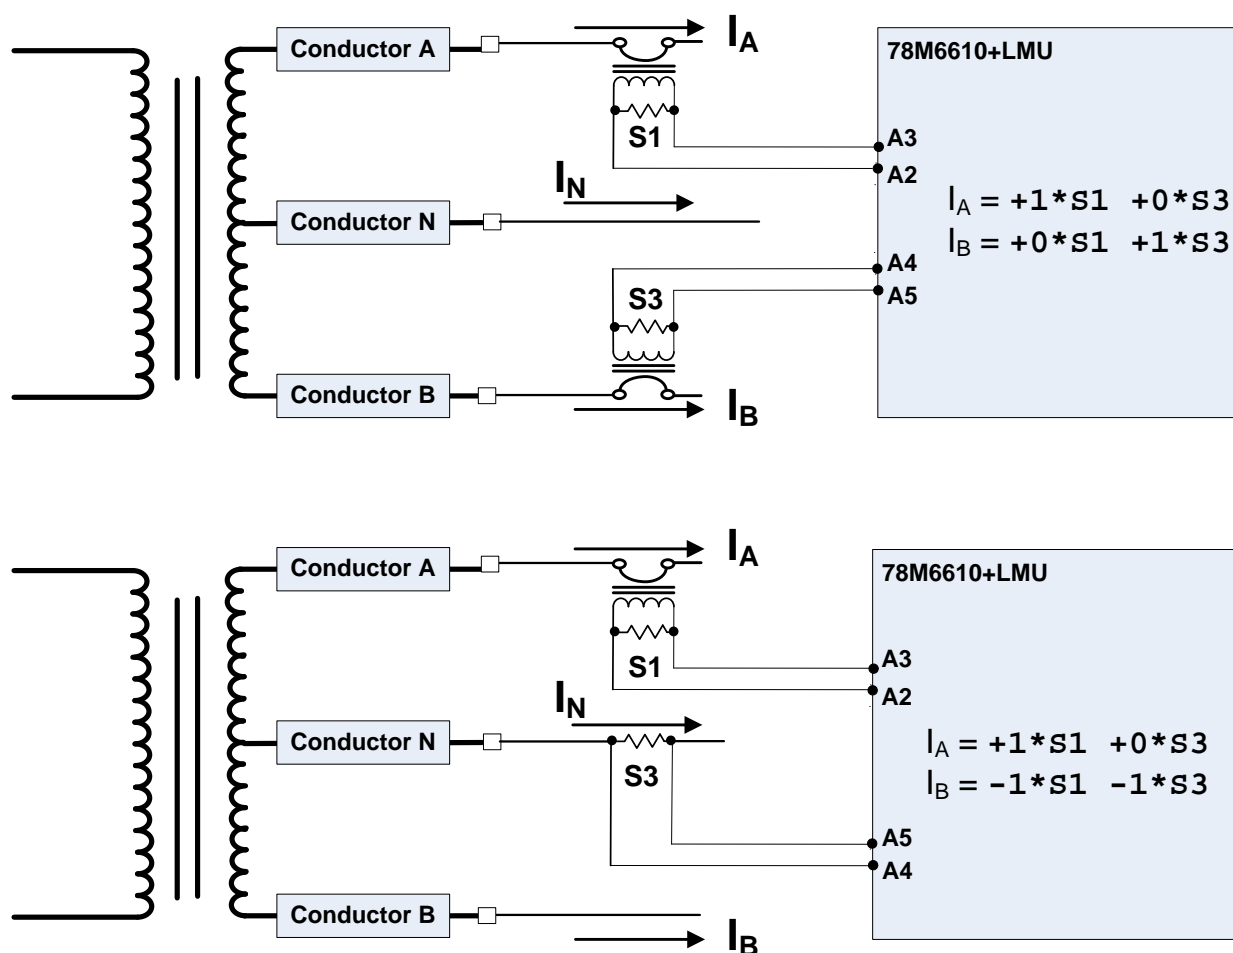 Conductor A
I_A
78M6610+LMU
S1
A3
A2
I_N
Conductor N
I_A = +1*S1 +0*S3
I_B = +0*S1 +1*S3
A4
A5
S3
Conductor B
I_B
Conductor A
I_A
78M6610+LMU
S1
A3
A2
I_N
Conductor N
S3
I_A = +1*S1 +0*S3
I_B = -1*S1 -1*S3
A5
A4
Conductor B
I_B